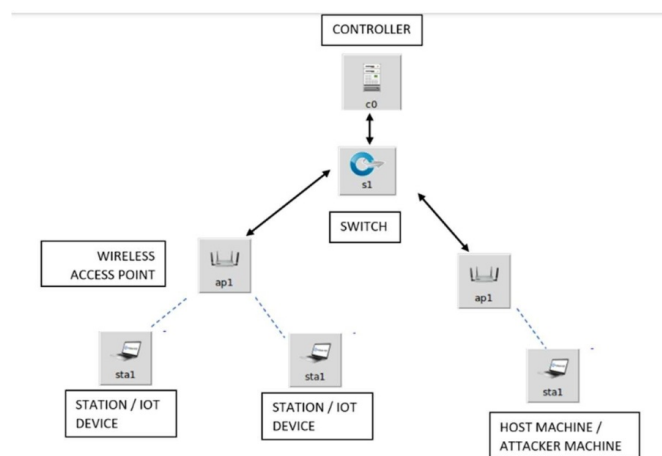 CONTROLLER
c0
s1
SWITCH
WIRELESS
ACCESS POINT
ap1
ap1
sta1
sta1
sta1
STATION / IOT
DEVICE
STATION / IOT
DEVICE
HOST MACHINE /
ATTACKER MACHINE